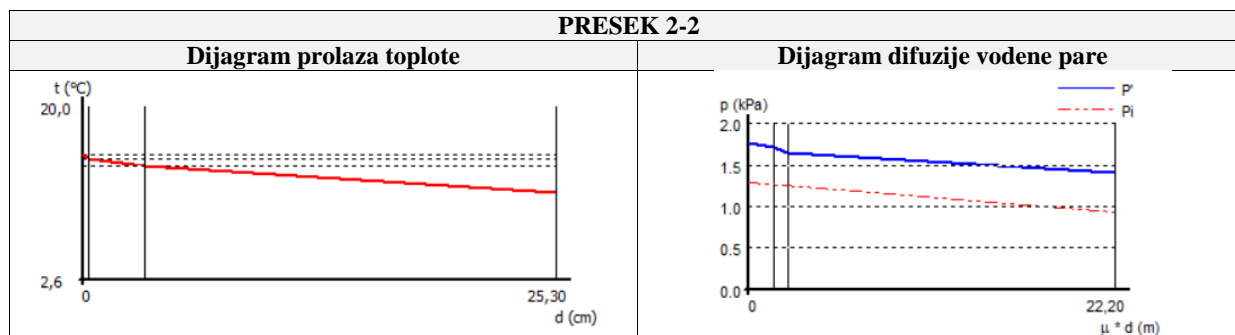 PRESEK 2-2
Dijagram prolaza toplote
Dijagram difuzije vodene pare
t (°C)
20,0
2,6
0
25,30
d (cm)
P'
Pi
p (kPa)
2.0
1.5
1.0
0.5
0.0
0
22,20
μ * d (m)